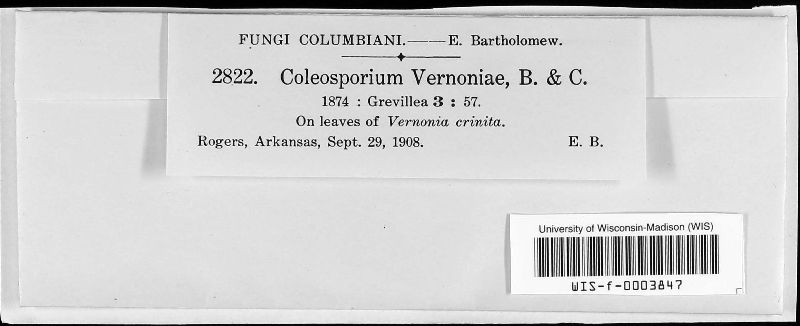 FUNGI COLUMBIANI.——E. Bartholomew.
2822. Coleosporium Vernoniae, B. & C.
1874 : Grevillea 3 : 57.
On leaves of Vernonia crinita.
Rogers, Arkansas, Sept. 29, 1908. E. B.
University of Wisconsin-Madison (WIS)
WIS-f-0003847